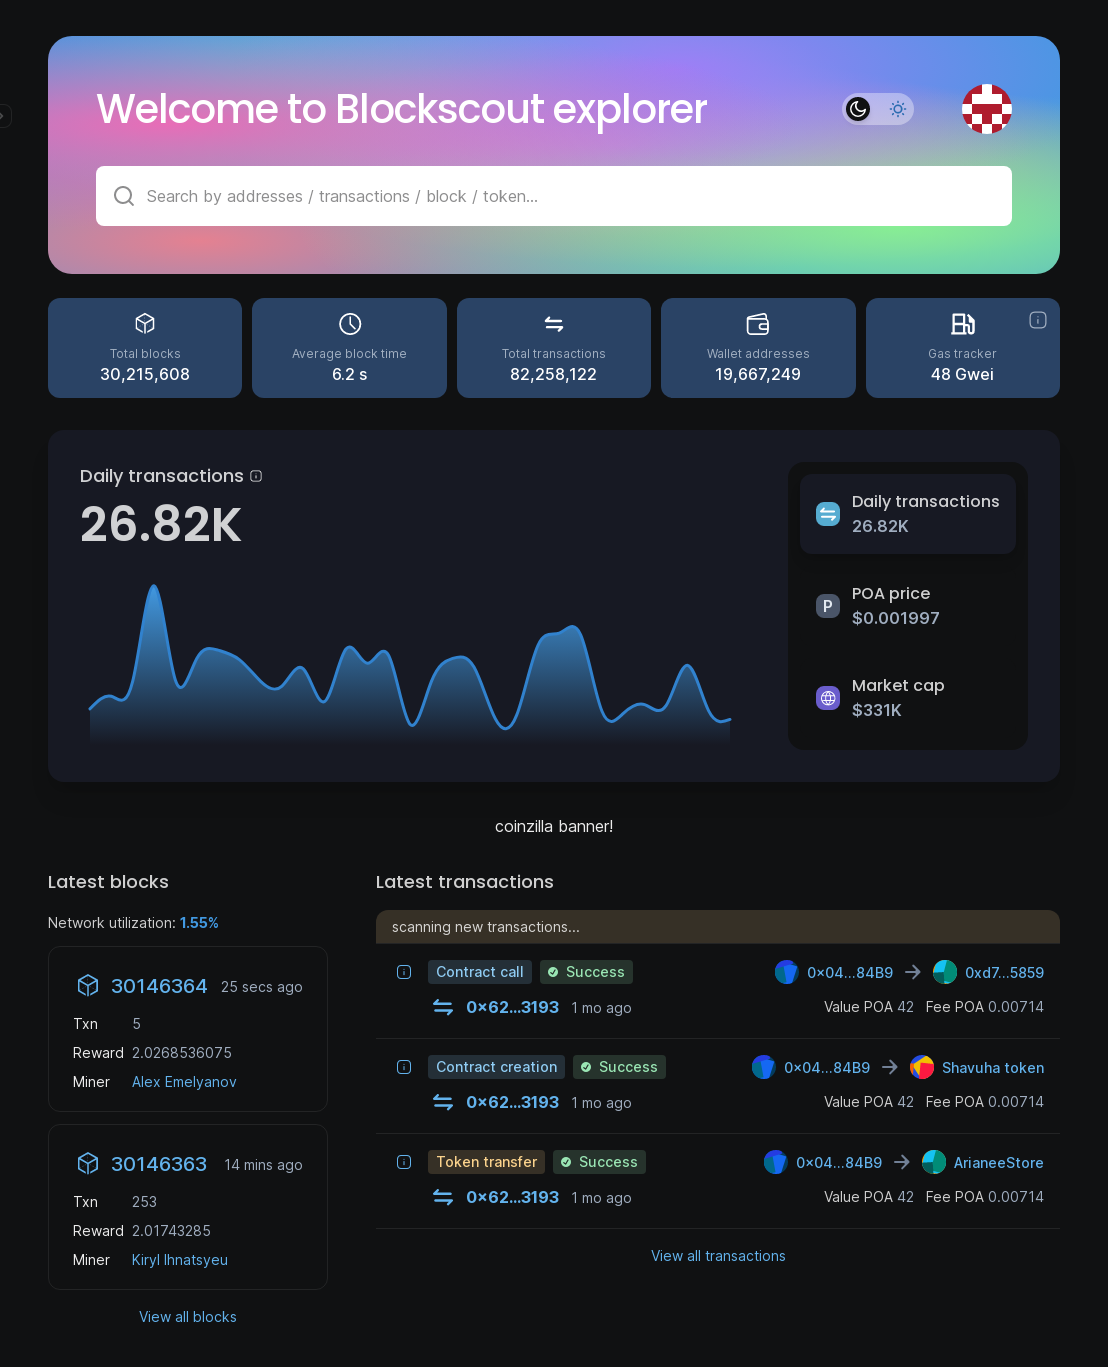 Welcome to Blockscout explorer
Search by addresses / transactions / block / token...
Total blocks
30,215,608
Average block time
6.2 s
Total transactions
82,258,122
Wallet addresses
19,667,249
Gas tracker
48 Gwei
Daily transactions
26.82K
Daily transactions
26.82K
P
POA price
$0.001997
Market cap
$331K
coinzilla banner!
Latest blocks
Network utilization: 1.55%
30146364 25 secs ago
Txn 5
Reward 2.0268536075
Miner Alex Emelyanov
30146363 14 mins ago
Txn 253
Reward 2.01743285
Miner Kiryl Ihnatsyeu
View all blocks
Latest transactions
scanning new transactions...
Contract call Success 0x04...84B9 → 0xd7...5859
0x62...3193 1 mo ago Value POA 42 Fee POA 0.00714
Contract creation Success 0x04...84B9 → Shavuha token
0x62...3193 1 mo ago Value POA 42 Fee POA 0.00714
Token transfer Success 0x04...84B9 → ArianeeStore
0x62...3193 1 mo ago Value POA 42 Fee POA 0.00714
View all transactions